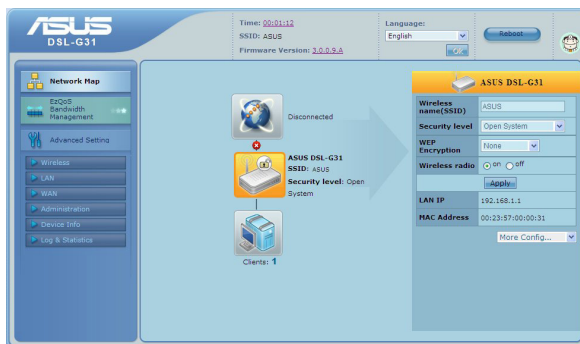 ASUS
DSL-G31
Time: 00:01:12
SSID: ASUS
Firmware Version: 3.0.0.9.A
Language:
English
OK
Reboot
Network Map
EzQoS
Bandwidth
Management
Advanced Setting
Wireless
LAN
WAN
Administration
Device Info
Log & Statistics
Disconnected
ASUS DSL-G31
SSID: ASUS
Security level: Open
System
Clients: 1
ASUS DSL-G31
Wireless
name(SSID)
ASUS
Security level
Open System
WEP
Encryption
None
Wireless radio
on off
Apply
LAN IP
192.168.1.1
MAC Address
00:23:57:00:00:31
More Config...